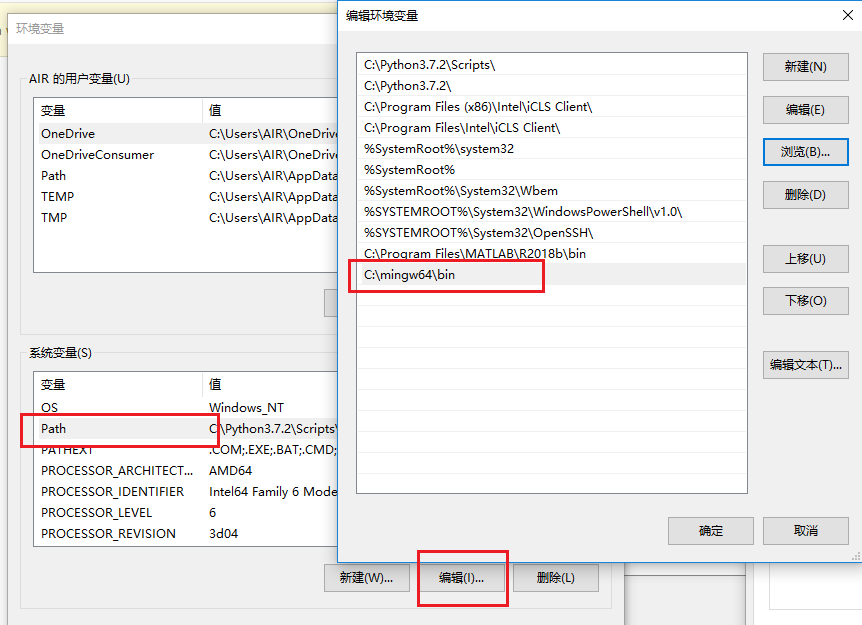 环境变量
AIR 的用户变量(U)
变量 值
OneDrive C:\Users\AIR\OneDrive
OneDriveConsumer C:\Users\AIR\OneDrive
Path C:\Users\AIR\AppData
TEMP C:\Users\AIR\AppData
TMP C:\Users\AIR\AppData
系统变量(S)
变量 值
OS Windows_NT
Path C:\Python3.7.2\Scripts\
PATHEXT .COM;.EXE;.BAT;.CMD;
PROCESSOR_ARCHITECT... AMD64
PROCESSOR_IDENTIFIER Intel64 Family 6 Mode
PROCESSOR_LEVEL 6
PROCESSOR_REVISION 3d04
新建(W)... 编辑(I)... 删除(L)
编辑环境变量
C:\Python3.7.2\Scripts\
C:\Python3.7.2\
C:\Program Files (x86)\Intel\iCLS Client\
C:\Program Files\Intel\iCLS Client\
%SystemRoot%\system32
%SystemRoot%
%SystemRoot%\System32\Wbem
%SYSTEMROOT%\System32\WindowsPowerShell\v1.0\
%SYSTEMROOT%\System32\OpenSSH\
C:\Program Files\MATLAB\R2018b\bin
C:\mingw64\bin
新建(N)
编辑(E)
浏览(B)...
删除(D)
上移(U)
下移(O)
编辑文本(T)...
确定 取消